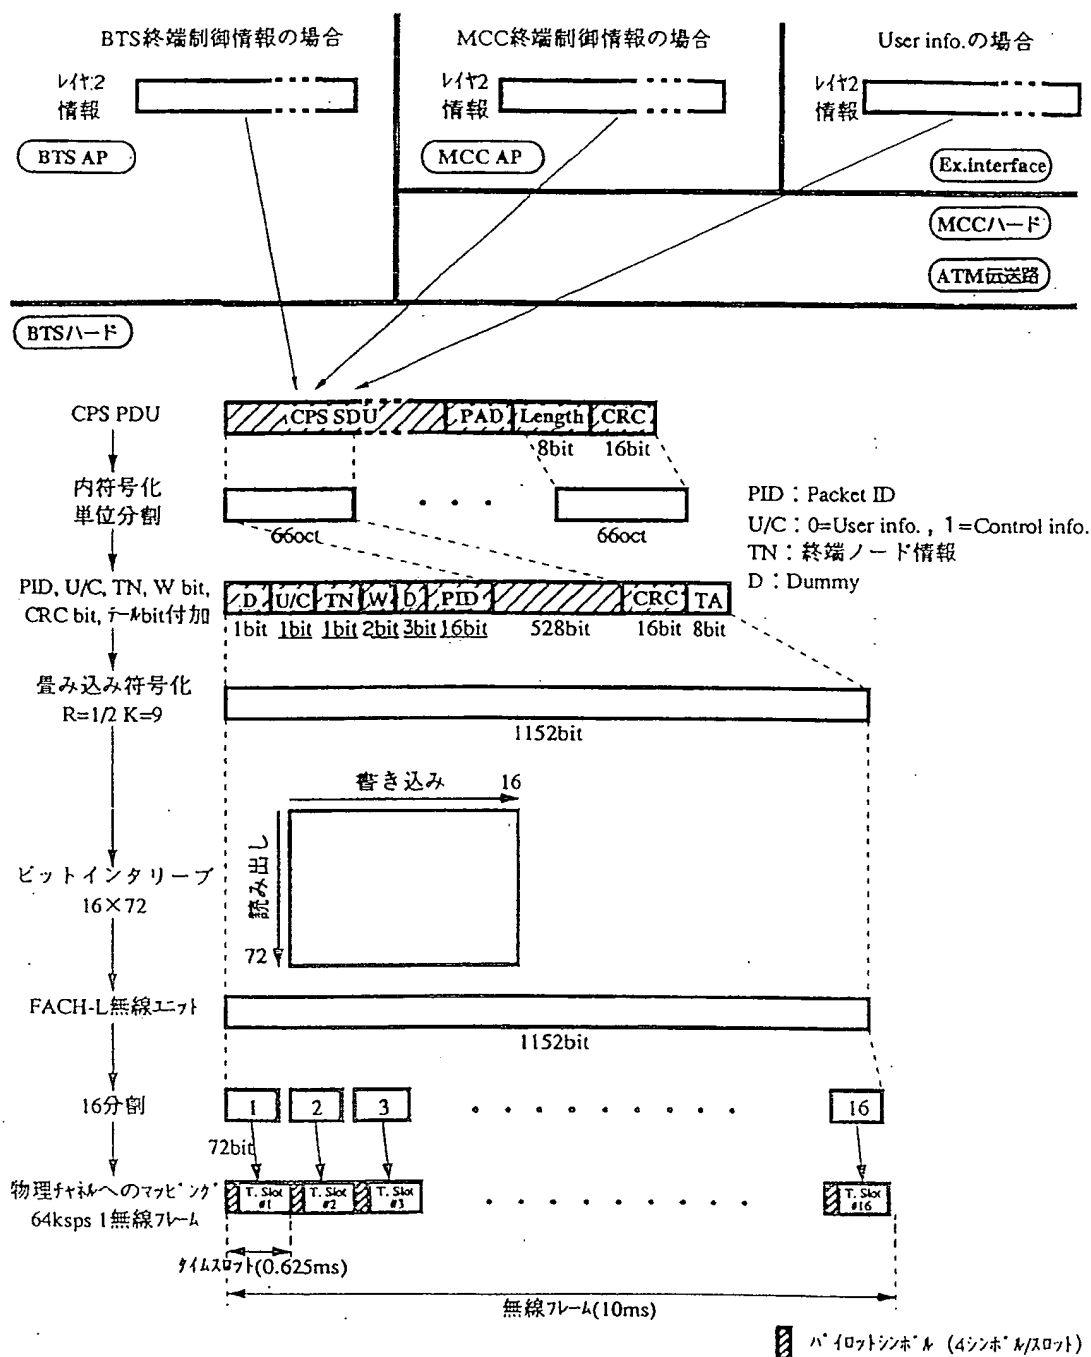 BTS終端制御情報の場合
MCC終端制御情報の場合
User info.の場合
レイヤ2
情報
レイヤ2
情報
レイヤ2
情報
BTS AP
MCC AP
Ex.interface
MCCハード
ATM伝送路
BTSハード
CPS PDU
CPS SDU
PAD
Length
CRC
8bit
16bit
内符号化
単位分割
66oct
66oct
PID：Packet ID
U/C：0=User info. , 1=Control info.
TN：終端ノード情報
D：Dummy
PID, U/C, TN, W bit,
CRC bit, テールbit付加
D
U/C
TN
W
D
PID
CRC
TA
1bit
1bit
1bit
2bit
3bit
16bit
528bit
16bit
8bit
畳み込み符号化
R=1/2 K=9
1152bit
書き込み
16
読み出し
72
ビットインタリーブ
16×72
FACH-L無線ユニット
1152bit
16分割
1
2
3
16
72bit
物理チャネルへのマッピング
64ksps 1無線フレーム
T. Slot
#1
T. Slot
#2
T. Slot
#3
T. Slot
#16
タイムスロット(0.625ms)
無線フレーム(10ms)
パイロットシンボル (4シンボル/スロット)